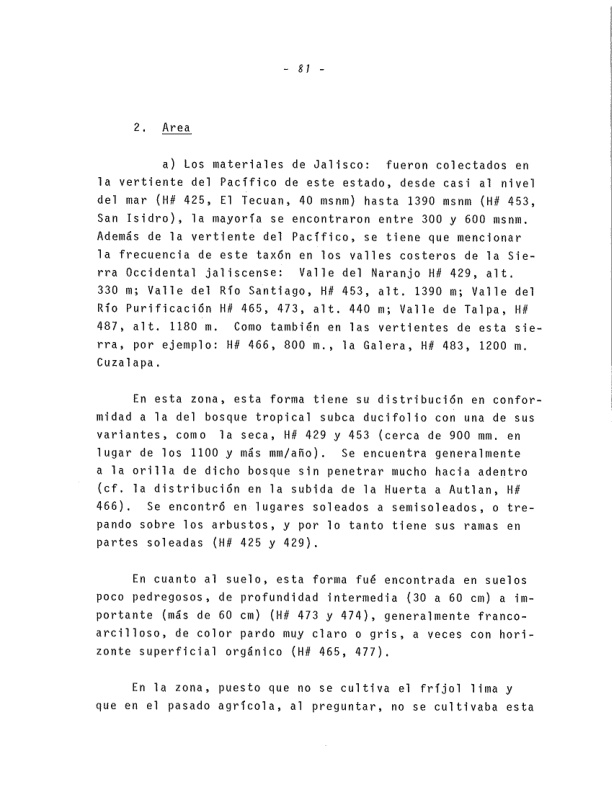 - 81 -
2. Area
a) Los materiales de Jalisco: fueron colectados en
la vertiente del Pacífico de este estado, desde casi al nivel
del mar (H# 425, El Tecuan, 40 msnm) hasta 1390 msnm (H# 453,
San Isidro), la mayoría se encontraron entre 300 y 600 msnm.
Además de la vertiente del Pacífico, se tiene que mencionar
la frecuencia de este taxón en los valles costeros de la Sie-
rra Occidental jaliscense: Valle del Naranjo H# 429, alt.
330 m; Valle del Río Santiago, H# 453, alt. 1390 m; Valle del
Río Purificación H# 465, 473, alt. 440 m; Valle de Talpa, H#
487, alt. 1180 m. Como también en las vertientes de esta sie-
rra, por ejemplo: H# 466, 800 m., la Galera, H# 483, 1200 m.
Cuzalapa.
En esta zona, esta forma tiene su distribución en confor-
midad a la del bosque tropical subca ducifolio con una de sus
variantes, como la seca, H# 429 y 453 (cerca de 900 mm. en
lugar de los 1100 y más mm/año). Se encuentra generalmente
a la orilla de dicho bosque sin penetrar mucho hacia adentro
(cf. la distribución en la subida de la Huerta a Autlan, H#
466). Se encontró en lugares soleados a semisoleados, o tre-
pando sobre los arbustos, y por lo tanto tiene sus ramas en
partes soleadas (H# 425 y 429).
En cuanto al suelo, esta forma fué encontrada en suelos
poco pedregosos, de profundidad intermedia (30 a 60 cm) a im-
portante (más de 60 cm) (H# 473 y 474), generalmente franco-
arcilloso, de color pardo muy claro o gris, a veces con hori-
zonte superficial orgánico (H# 465, 477).
En la zona, puesto que no se cultiva el fríjol lima y
que en el pasado agrícola, al preguntar, no se cultivaba esta